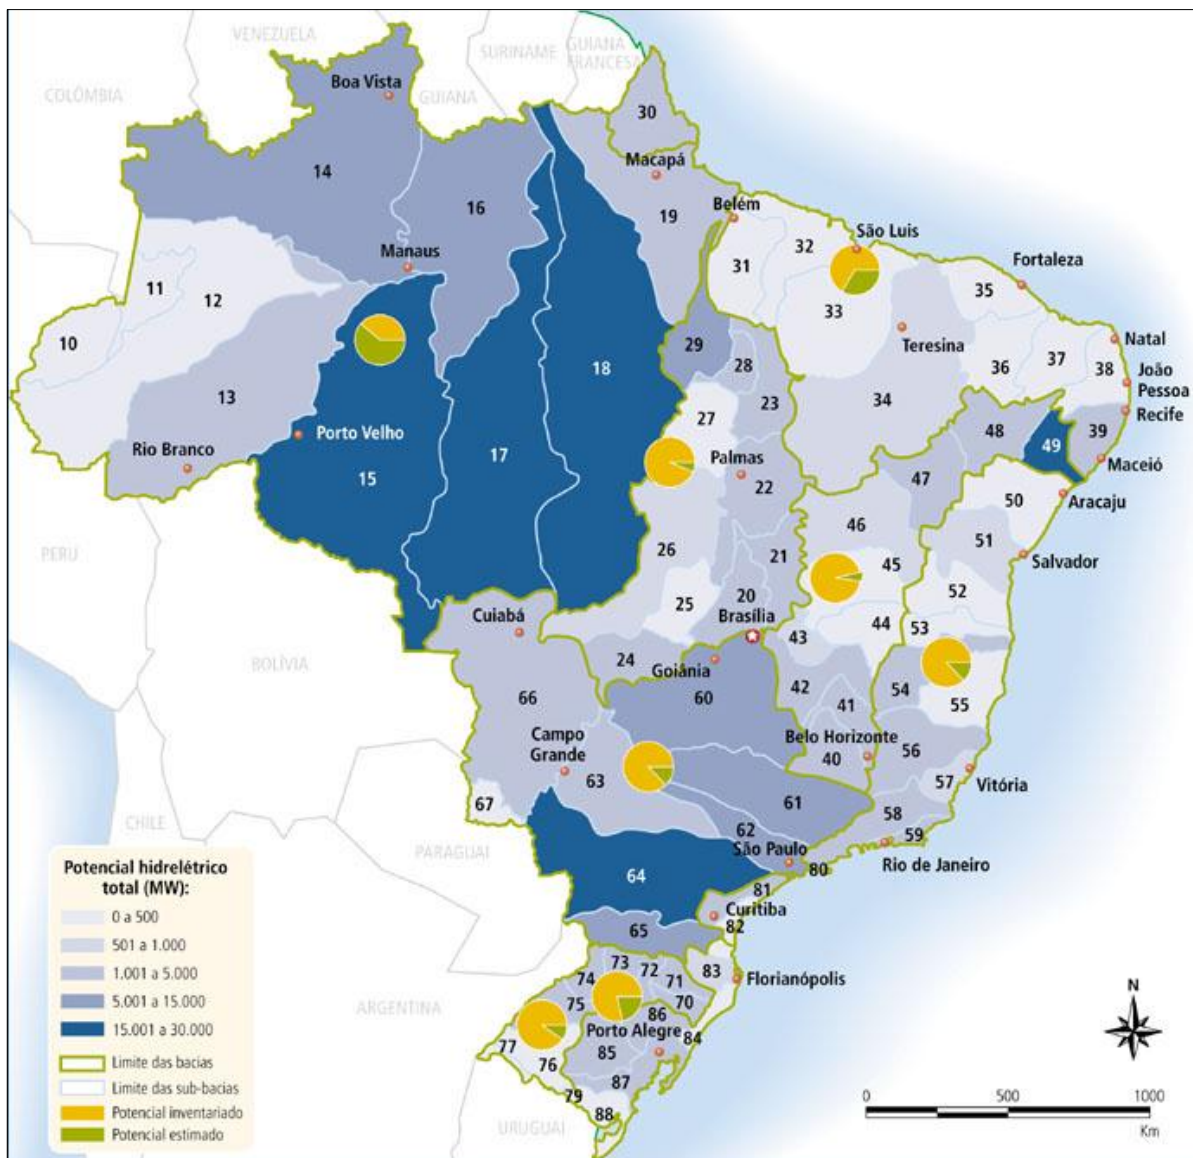 VENEZUELA
SURINAME
GUIANA
FRANCESA
COLÔMBIA
Boa Vista
GUIANA
30
Macapá
14
16
19
Belém
São Luis
32
31
Manaus
Fortaleza
11
12
35
33
10
Teresina
Natal
29
28
18
36
37
38
João
Pessoa
Recife
13
27
23
34
Porto Velho
17
48
49
39
Rio Branco
Palmas
Maceió
15
22
47
50
Aracaju
46
PERU
26
21
45
51
Salvador
25
20
52
Brasília
Cuiabá
44
53
43
BOLÍVIA
24
Goiânia
42
54
60
66
41
55
Campo
Grande
Belo Horizonte
56
40
63
57
Vitória
67
61
CHILE
58
62
59
São Paulo
PARAGUAI
Rio de Janeiro
80
64
81
Curitiba
82
65
73
72
83
74
71
Florianópolis
75
70
ARGENTINA
86
Porto Alegre
84
77
85
76
87
79
88
URUGUAI
Potencial hidrelétrico
total (MW):
0 a 500
501 a 1.000
1.001 a 5.000
5.001 a 15.000
15.001 a 30.000
Limite das bacias
Limite das sub-bacias
Potencial inventariado
Potencial estimado
N
0 500 1000
Km